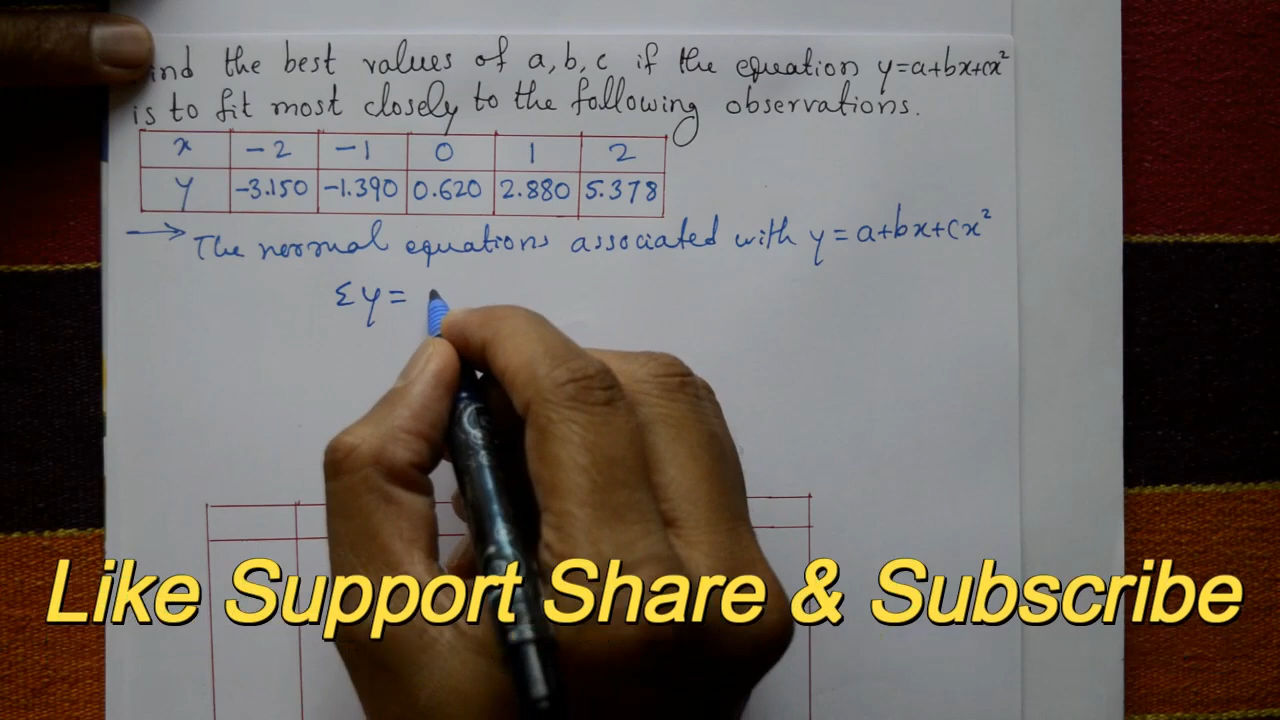 ind the best values of a, b, c if the equation y=a+bx+cx²
is to fit most closely to the following observations.
x -2 -1 0 1 2
y -3.150 -1.390 0.620 2.880 5.378
→ The normal equations associated with y = a+bx+cx²
Σy =
Like Support Share & Subscribe